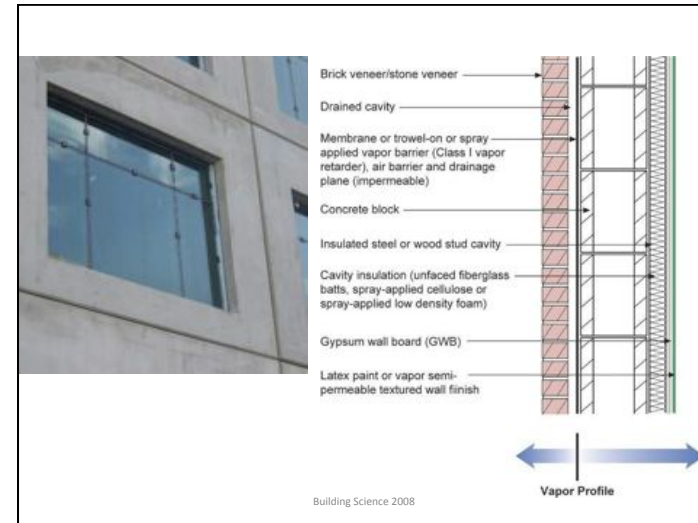 Brick veneer/stone veneer
Drained cavity
Membrane or trowel-on or spray
applied vapor barrier (Class I vapor
retarder), air barrier and drainage
plane (impermeable)
Concrete block
Insulated steel or wood stud cavity
Cavity insulation (unfaced fiberglass
batts, spray-applied cellulose or
spray-applied low density foam)
Gypsum wall board (GWB)
Latex paint or vapor semi-
permeable textured wall fiinish
Vapor Profile
Building Science 2008